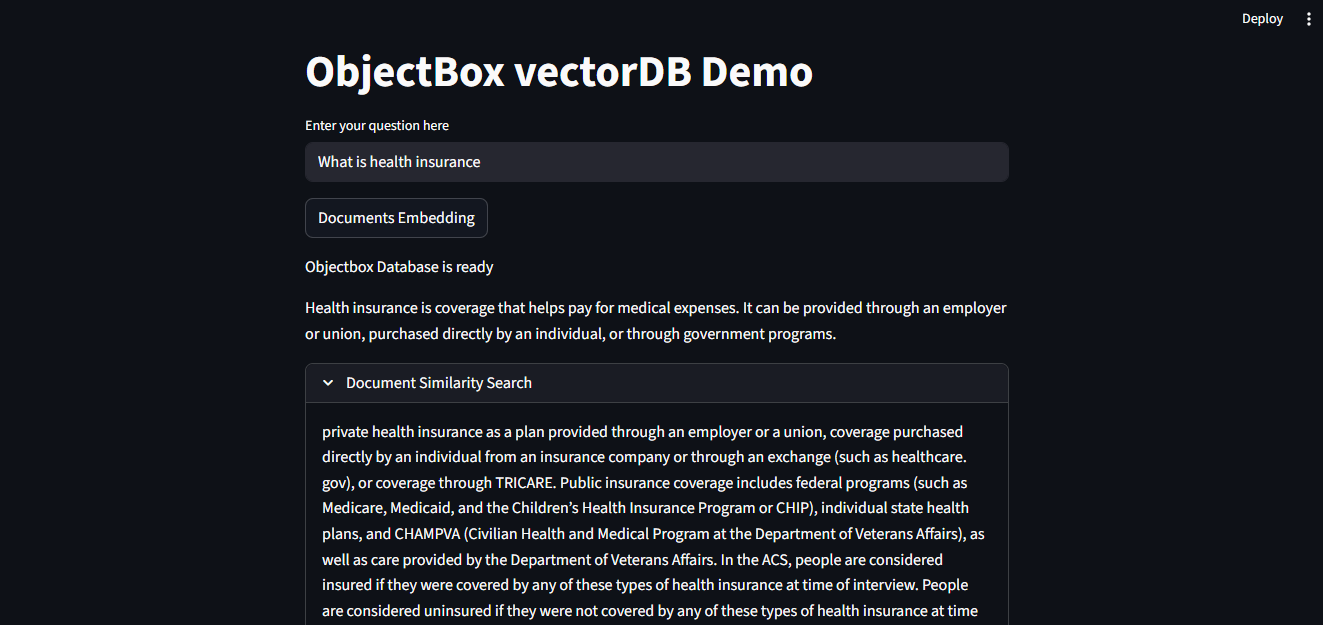 Deploy
ObjectBox vectorDB Demo
Enter your question here
What is health insurance
Documents Embedding
Objectbox Database is ready
Health insurance is coverage that helps pay for medical expenses. It can be provided through an employer
or union, purchased directly by an individual, or through government programs.
Document Similarity Search
private health insurance as a plan provided through an employer or a union, coverage purchased
directly by an individual from an insurance company or through an exchange (such as healthcare.
gov), or coverage through TRICARE. Public insurance coverage includes federal programs (such as
Medicare, Medicaid, and the Children’s Health Insurance Program or CHIP), individual state health
plans, and CHAMPVA (Civilian Health and Medical Program at the Department of Veterans Affairs), as
well as care provided by the Department of Veterans Affairs. In the ACS, people are considered
insured if they were covered by any of these types of health insurance at time of interview. People
are considered uninsured if they were not covered by any of these types of health insurance at time